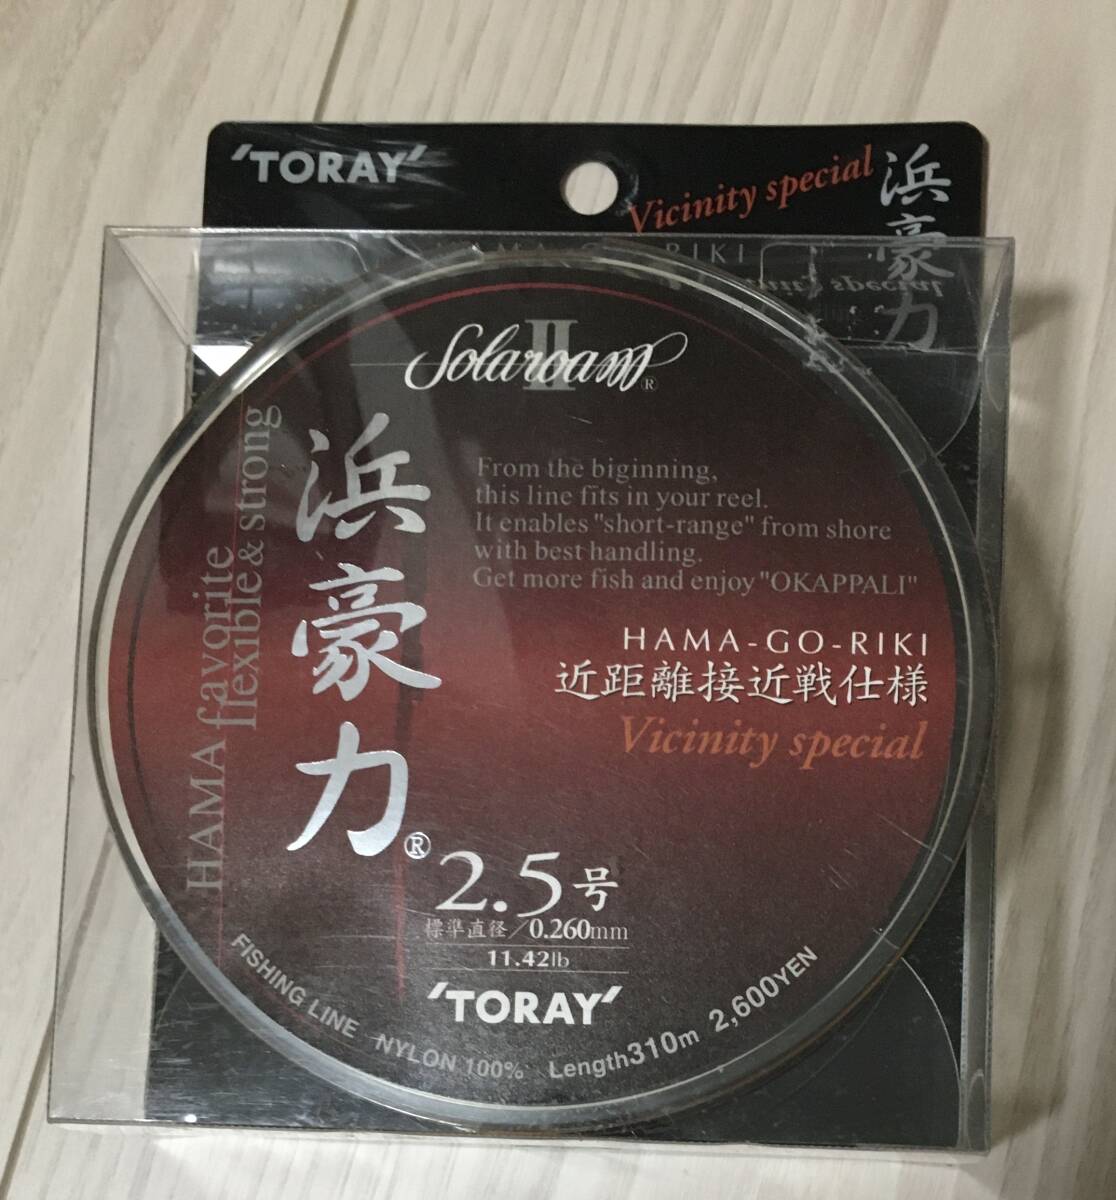 'TORAY'
Vicinity special
浜豪力
HAMA-GO-RIKI
Solaroam II ®
浜豪力®
HAMA favorite
flexible & strong
From the biginning,
this line fits in your reel.
It enables "short-range" from shore
with best handling.
Get more fish and enjoy "OKAPPALI"
HAMA-GO-RIKI
近距離接近戦仕様
Vicinity special
2.5号
標準直径/0.260mm
11.42lb
'TORAY'
FISHING LINE NYLON 100% Length310m 2,600YEN